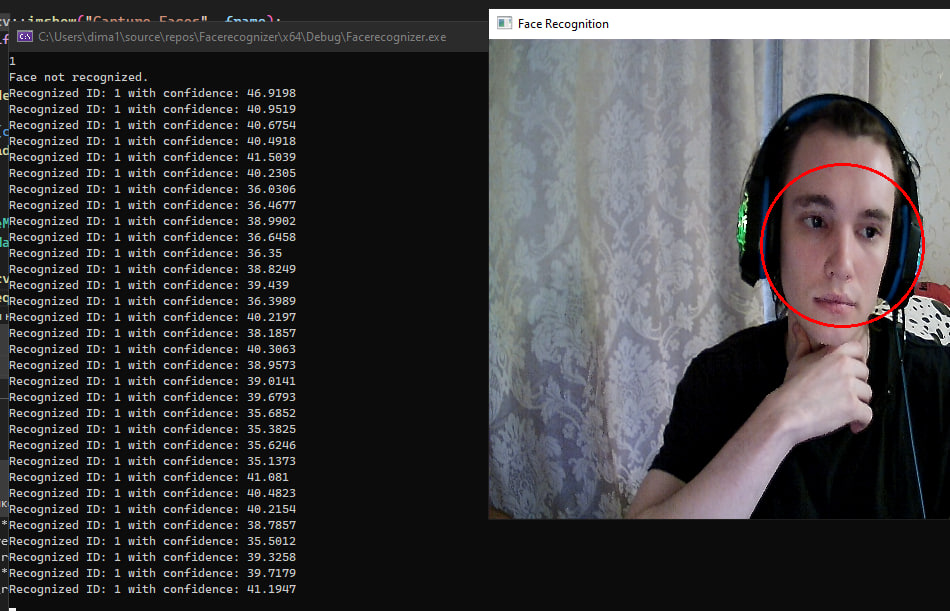 cv::imshow("Capture Faces", frame);
C:\Users\dima1\source\repos\Facerecognizer\x64\Debug\Facerecognizer.exe
Face Recognition
1
Face not recognized.
Recognized ID: 1 with confidence: 46.9198
Recognized ID: 1 with confidence: 40.9519
Recognized ID: 1 with confidence: 40.6754
Recognized ID: 1 with confidence: 40.4918
Recognized ID: 1 with confidence: 41.5039
Recognized ID: 1 with confidence: 40.2305
Recognized ID: 1 with confidence: 36.0306
Recognized ID: 1 with confidence: 36.4677
Recognized ID: 1 with confidence: 38.9902
Recognized ID: 1 with confidence: 36.6458
Recognized ID: 1 with confidence: 36.35
Recognized ID: 1 with confidence: 38.8249
Recognized ID: 1 with confidence: 39.439
Recognized ID: 1 with confidence: 36.3989
Recognized ID: 1 with confidence: 40.2197
Recognized ID: 1 with confidence: 38.1857
Recognized ID: 1 with confidence: 40.3063
Recognized ID: 1 with confidence: 38.9573
Recognized ID: 1 with confidence: 39.0141
Recognized ID: 1 with confidence: 39.6793
Recognized ID: 1 with confidence: 35.6852
Recognized ID: 1 with confidence: 35.3825
Recognized ID: 1 with confidence: 35.6246
Recognized ID: 1 with confidence: 35.1373
Recognized ID: 1 with confidence: 41.081
Recognized ID: 1 with confidence: 40.4823
Recognized ID: 1 with confidence: 40.2154
Recognized ID: 1 with confidence: 38.7857
Recognized ID: 1 with confidence: 35.5012
Recognized ID: 1 with confidence: 39.3258
Recognized ID: 1 with confidence: 39.7179
Recognized ID: 1 with confidence: 41.1947